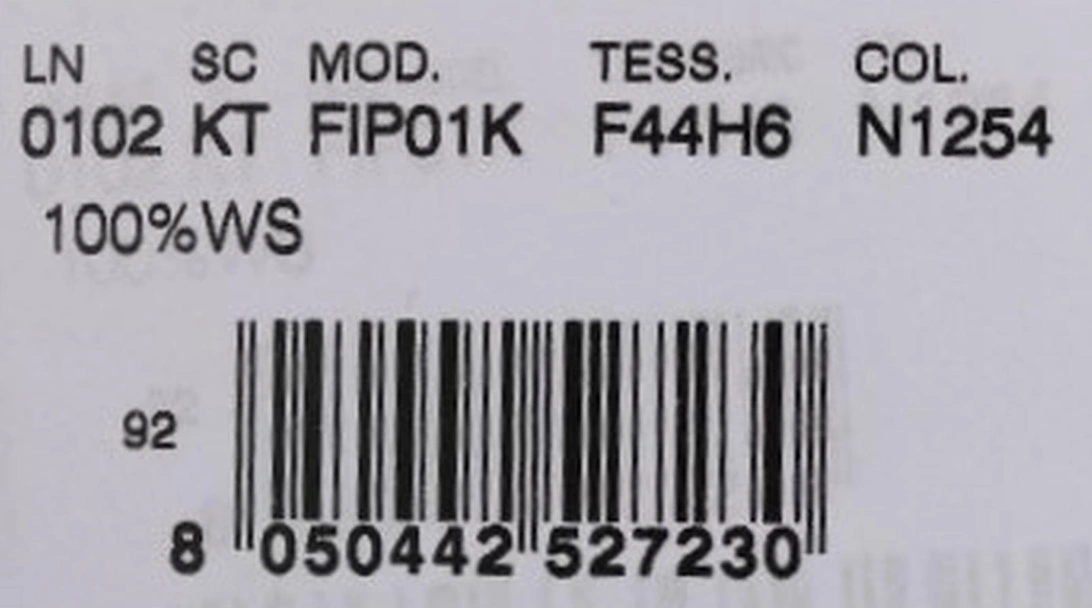 LN SC MOD. TESS. COL.
0102 KT FIP01K F44H6 N1254
100%WS
92
8 050442 527230